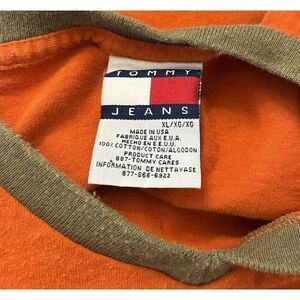 TOMMY
JEANS
XL/XG/XG
MADE IN USA
FABRIQUE AUX E.U.A.
HECHO EN E.E.U.U.
100% COTTON/COTON/ALGODON
PRODUCT CARE
887-TOMMY CARES
INFORMATION DE NETTAYASE
877-866-6922